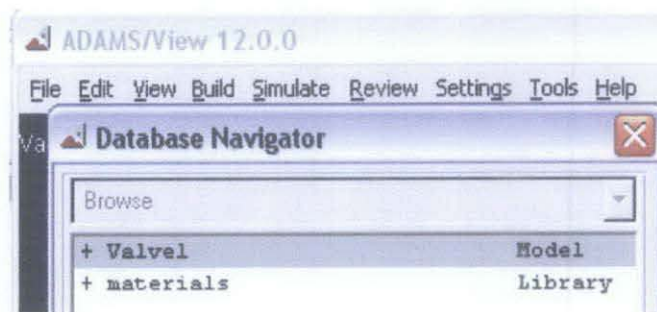 ADAMS/View 12.0.0
File Edit View Build Simulate Review Settings Tools Help
Va
Database Navigator
Browse
+ Valvel Model
+ materials Library